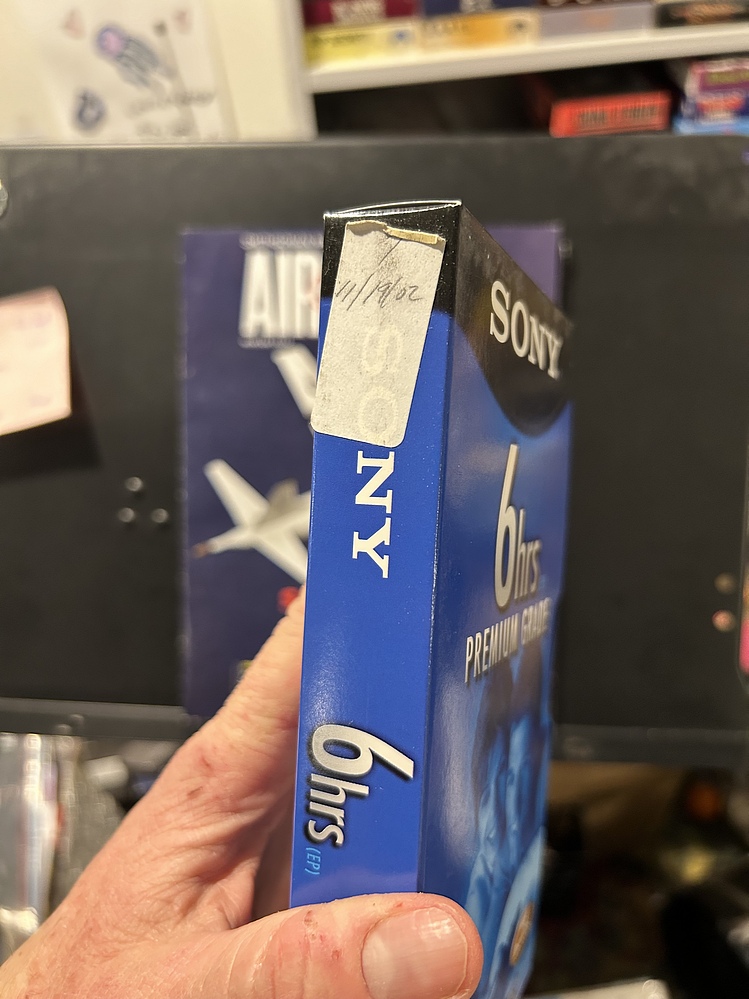 AIR
11/19/02
SONY
6hrs
(EP)
SONY
6hrs
PREMIUM GRADE